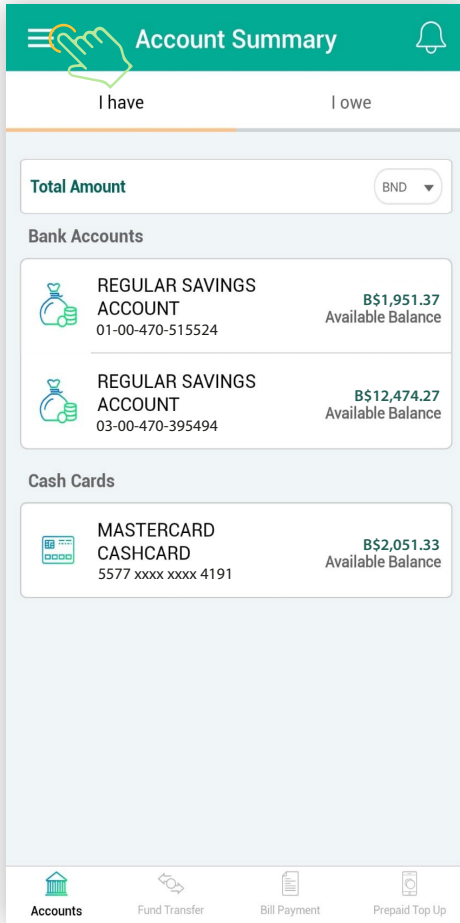 Account Summary
I have
I owe
Total Amount
BND
Bank Accounts
REGULAR SAVINGS
ACCOUNT
01-00-470-515524
B$1,951.37
Available Balance
REGULAR SAVINGS
ACCOUNT
03-00-470-395494
B$12,474.27
Available Balance
Cash Cards
MASTERCARD
CASHCARD
5577 xxxx xxxx 4191
B$2,051.33
Available Balance
Accounts
Fund Transfer
Bill Payment
Prepaid Top Up